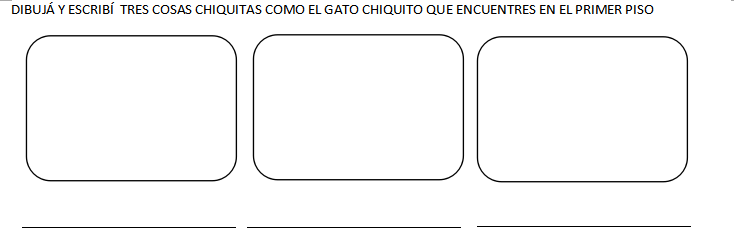 DIBUJÁ Y ESCRIBÍ  TRES COSAS CHIQUITAS COMO EL GATO CHIQUITO QUE ENCUENTRES EN EL PRIMER PISO